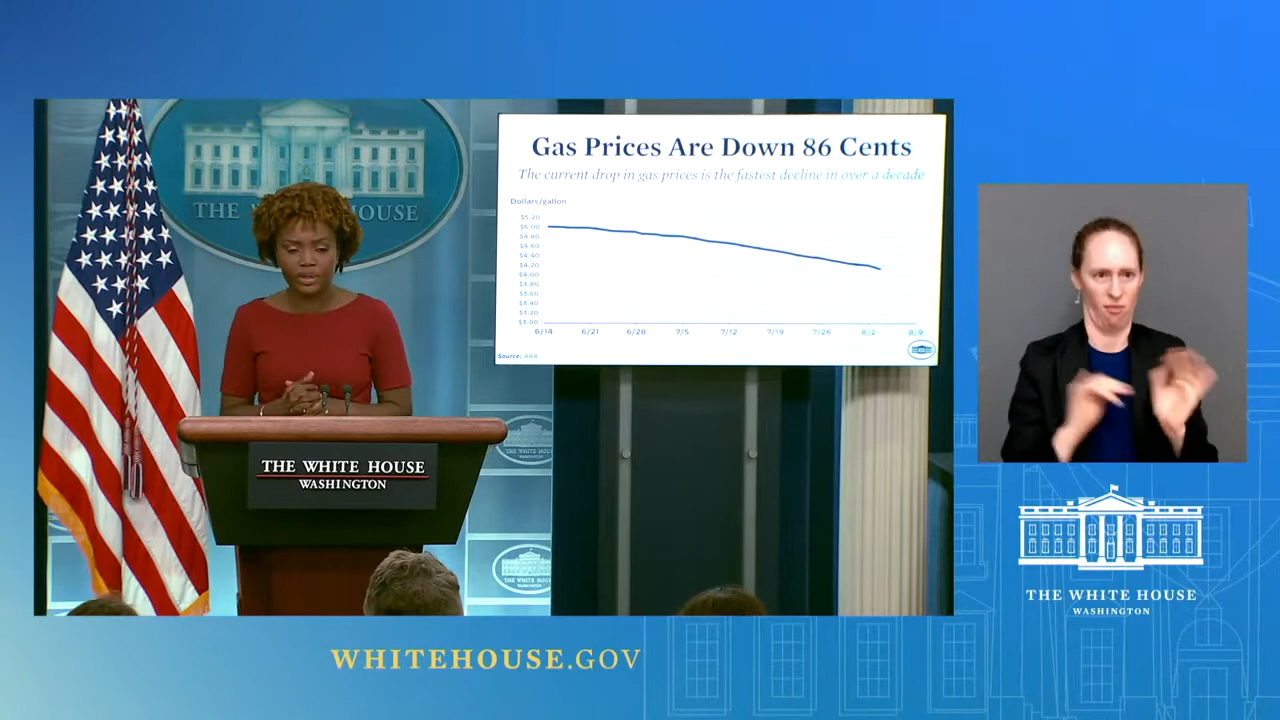 THE HOUSE
Gas Prices Are Down 86 Cents
The current drop in gas prices is the fastest decline in over a decade
Dollars/gallon
$5.20
$5.00
$4.80
$4.60
$4.40
$4.20
$4.00
$3.80
$3.60
$3.40
$3.20
$3.00
6/14 6/21 6/28 7/5 7/12 7/19 7/26 8/2 8/9
Source: AAA
THE WHITE HOUSE
WASHINGTON
THE WHITE HOUSE
WASHINGTON
WHITEHOUSE.GOV